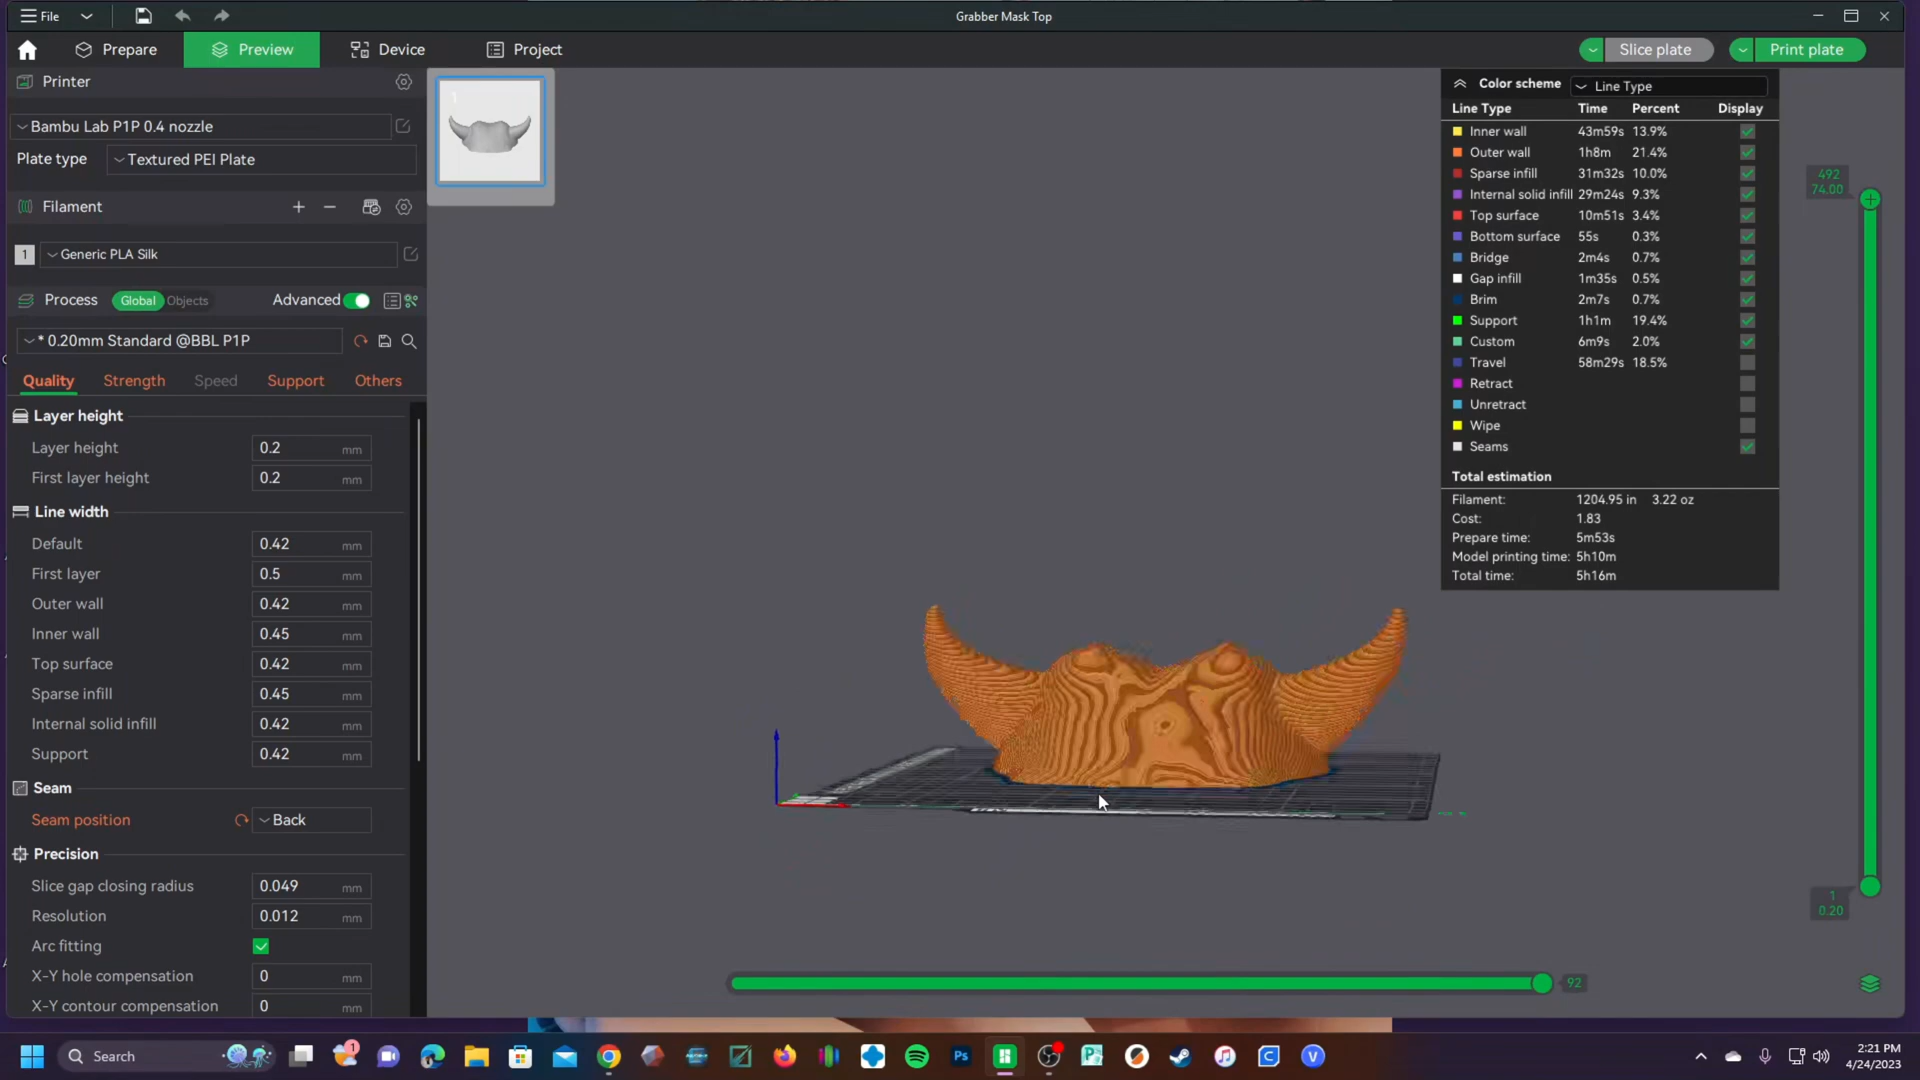 File
Grabber Mask Top
Prepare
Preview
Device
Project
Slice plate
Print plate
Printer
Bambu Lab P1P 0.4 nozzle
Plate type
Textured PEI Plate
Filament
1
Generic PLA Silk
Process
Global
Objects
Advanced
* 0.20mm Standard @BBL P1P
Quality
Strength
Speed
Support
Others
Layer height
Layer height 0.2 mm
First layer height 0.2 mm
Line width
Default 0.42 mm
First layer 0.5 mm
Outer wall 0.42 mm
Inner wall 0.45 mm
Top surface 0.42 mm
Sparse infill 0.45 mm
Internal solid infill 0.42 mm
Support 0.42 mm
Seam
Seam position Back
Precision
Slice gap closing radius 0.049 mm
Resolution 0.012 mm
Arc fitting
X-Y hole compensation 0 mm
X-Y contour compensation 0 mm
1
Color scheme Line Type
Line Type Time Percent Display
Inner wall 43m59s 13.9%
Outer wall 1h8m 21.4%
Sparse infill 31m32s 10.0%
Internal solid infill 29m24s 9.3%
Top surface 10m51s 3.4%
Bottom surface 55s 0.3%
Bridge 2m4s 0.7%
Gap infill 1m35s 0.5%
Brim 2m7s 0.7%
Support 1h1m 19.4%
Custom 6m9s 2.0%
Travel 58m29s 18.5%
Retract
Unretract
Wipe
Seams
Total estimation
Filament: 1204.95 in 3.22 oz
Cost: 1.83
Prepare time: 5m53s
Model printing time: 5h10m
Total time: 5h16m
492
74.00
1
0.20
92
Search
1
Ps
2:21 PM
4/24/2023